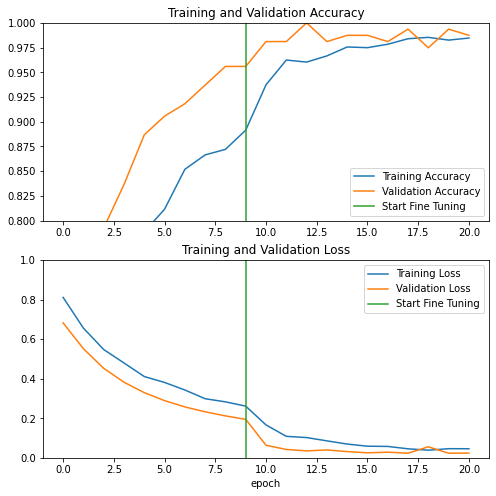 Training and Validation Accuracy
1.000
0.975
0.950
0.925
0.900
0.875
0.850
0.825
0.800
Training Accuracy
Validation Accuracy
Start Fine Tuning
0.0 2.5 5.0 7.5 10.0 12.5 15.0 17.5 20.0
Training and Validation Loss
1.0
0.8
0.6
0.4
0.2
0.0
Training Loss
Validation Loss
Start Fine Tuning
0.0 2.5 5.0 7.5 10.0 12.5 15.0 17.5 20.0
epoch